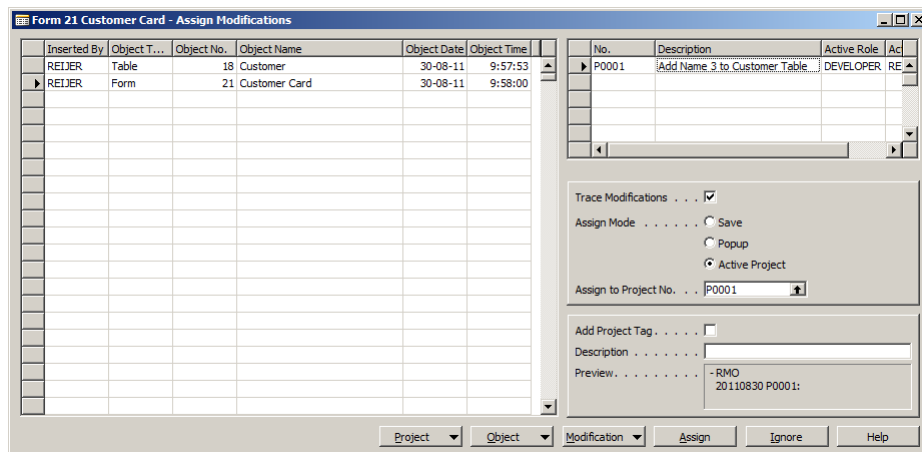 Form 21 Customer Card - Assign Modifications
Inserted By Object T... Object No. Object Name Object Date Object Time
REIJER Table 18 Customer 30-08-11 9:57:53
REIJER Form 21 Customer Card 30-08-11 9:58:00
No. Description Active Role Ac
P0001 Add Name 3 to Customer Table DEVELOPER RE
Trace Modifications . . .
Assign Mode . . . . . . Save
Popup
Active Project
Assign to Project No. . . P0001
Add Project Tag. . . . .
Description . . . . . . .
Preview. . . . . . . . . - RMO
20110830 P0001:
Project Object Modification Assign Ignore Help